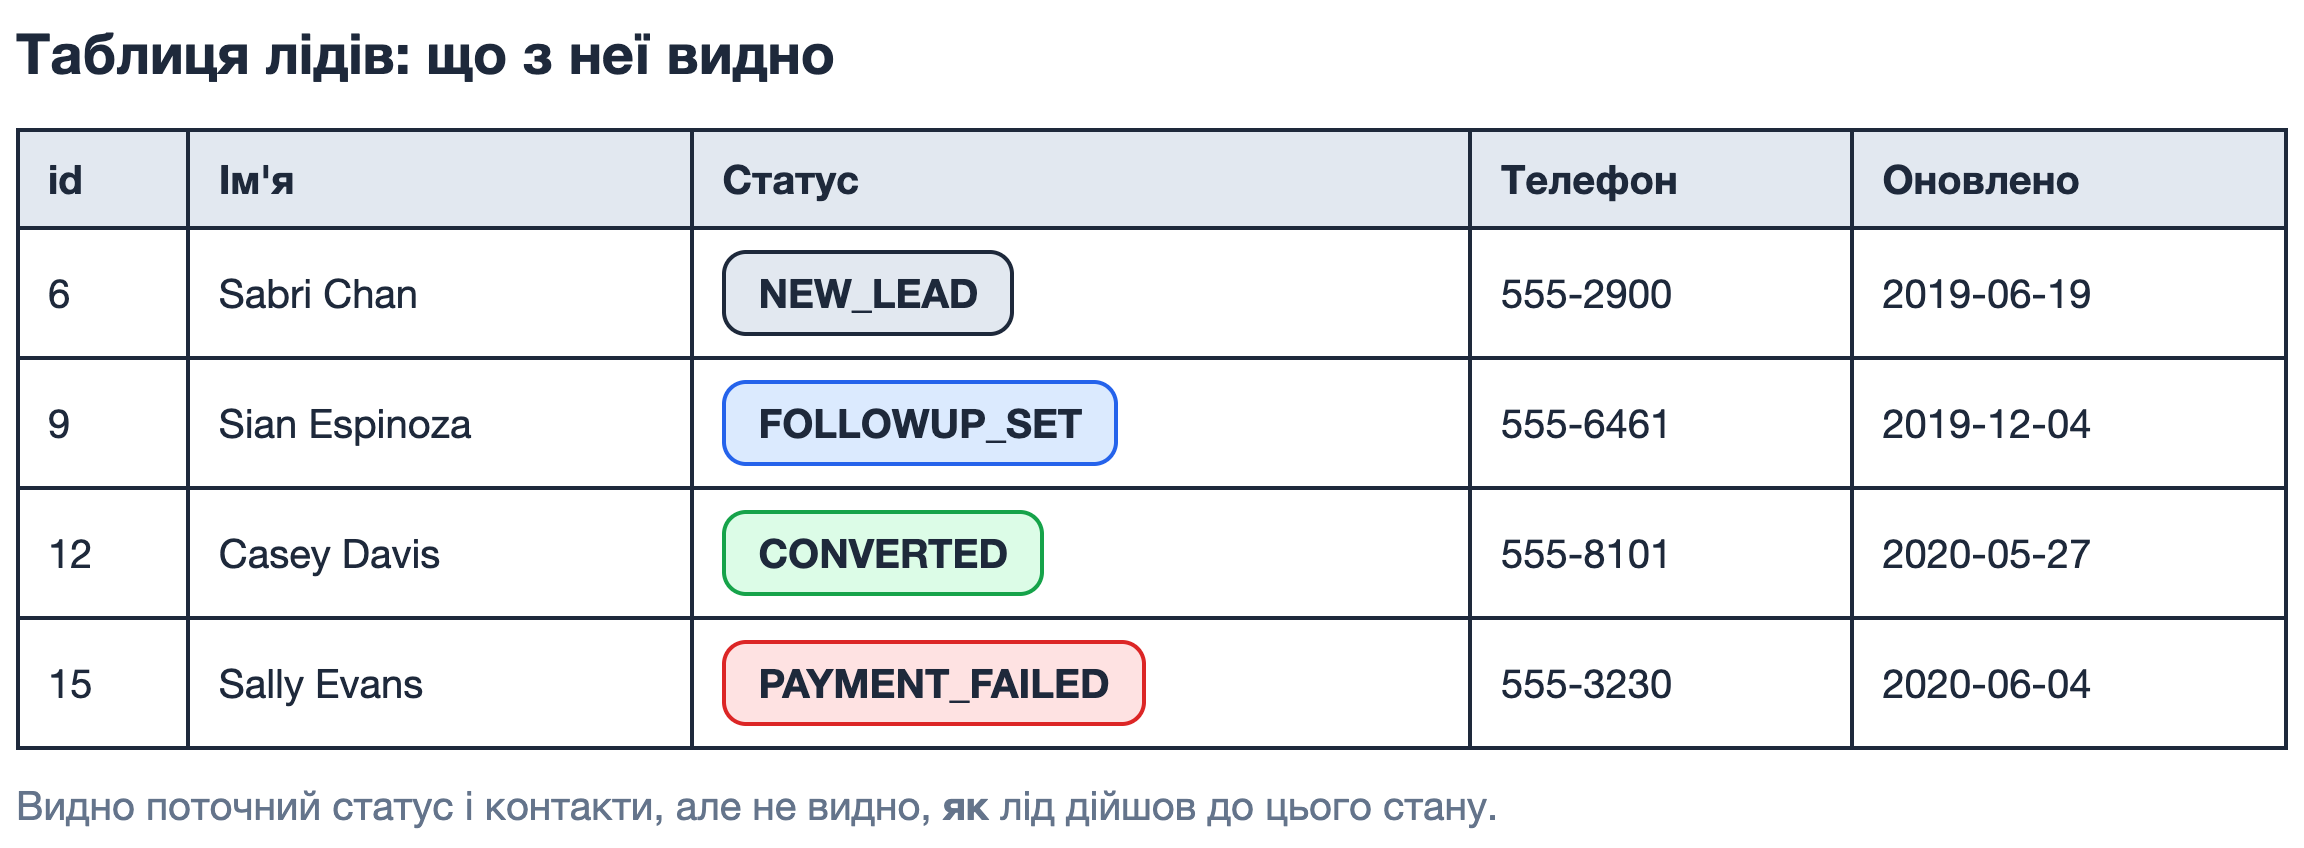 Таблиця лідів: що з неї видно
id Ім'я Статус Телефон Оновлено
6 Sabri Chan NEW_LEAD 555-2900 2019-06-19
9 Sian Espinoza FOLLOWUP_SET 555-6461 2019-12-04
12 Casey Davis CONVERTED 555-8101 2020-05-27
15 Sally Evans PAYMENT_FAILED 555-3230 2020-06-04
Видно поточний статус і контакти, але не видно, як лід дійшов до цього стану.